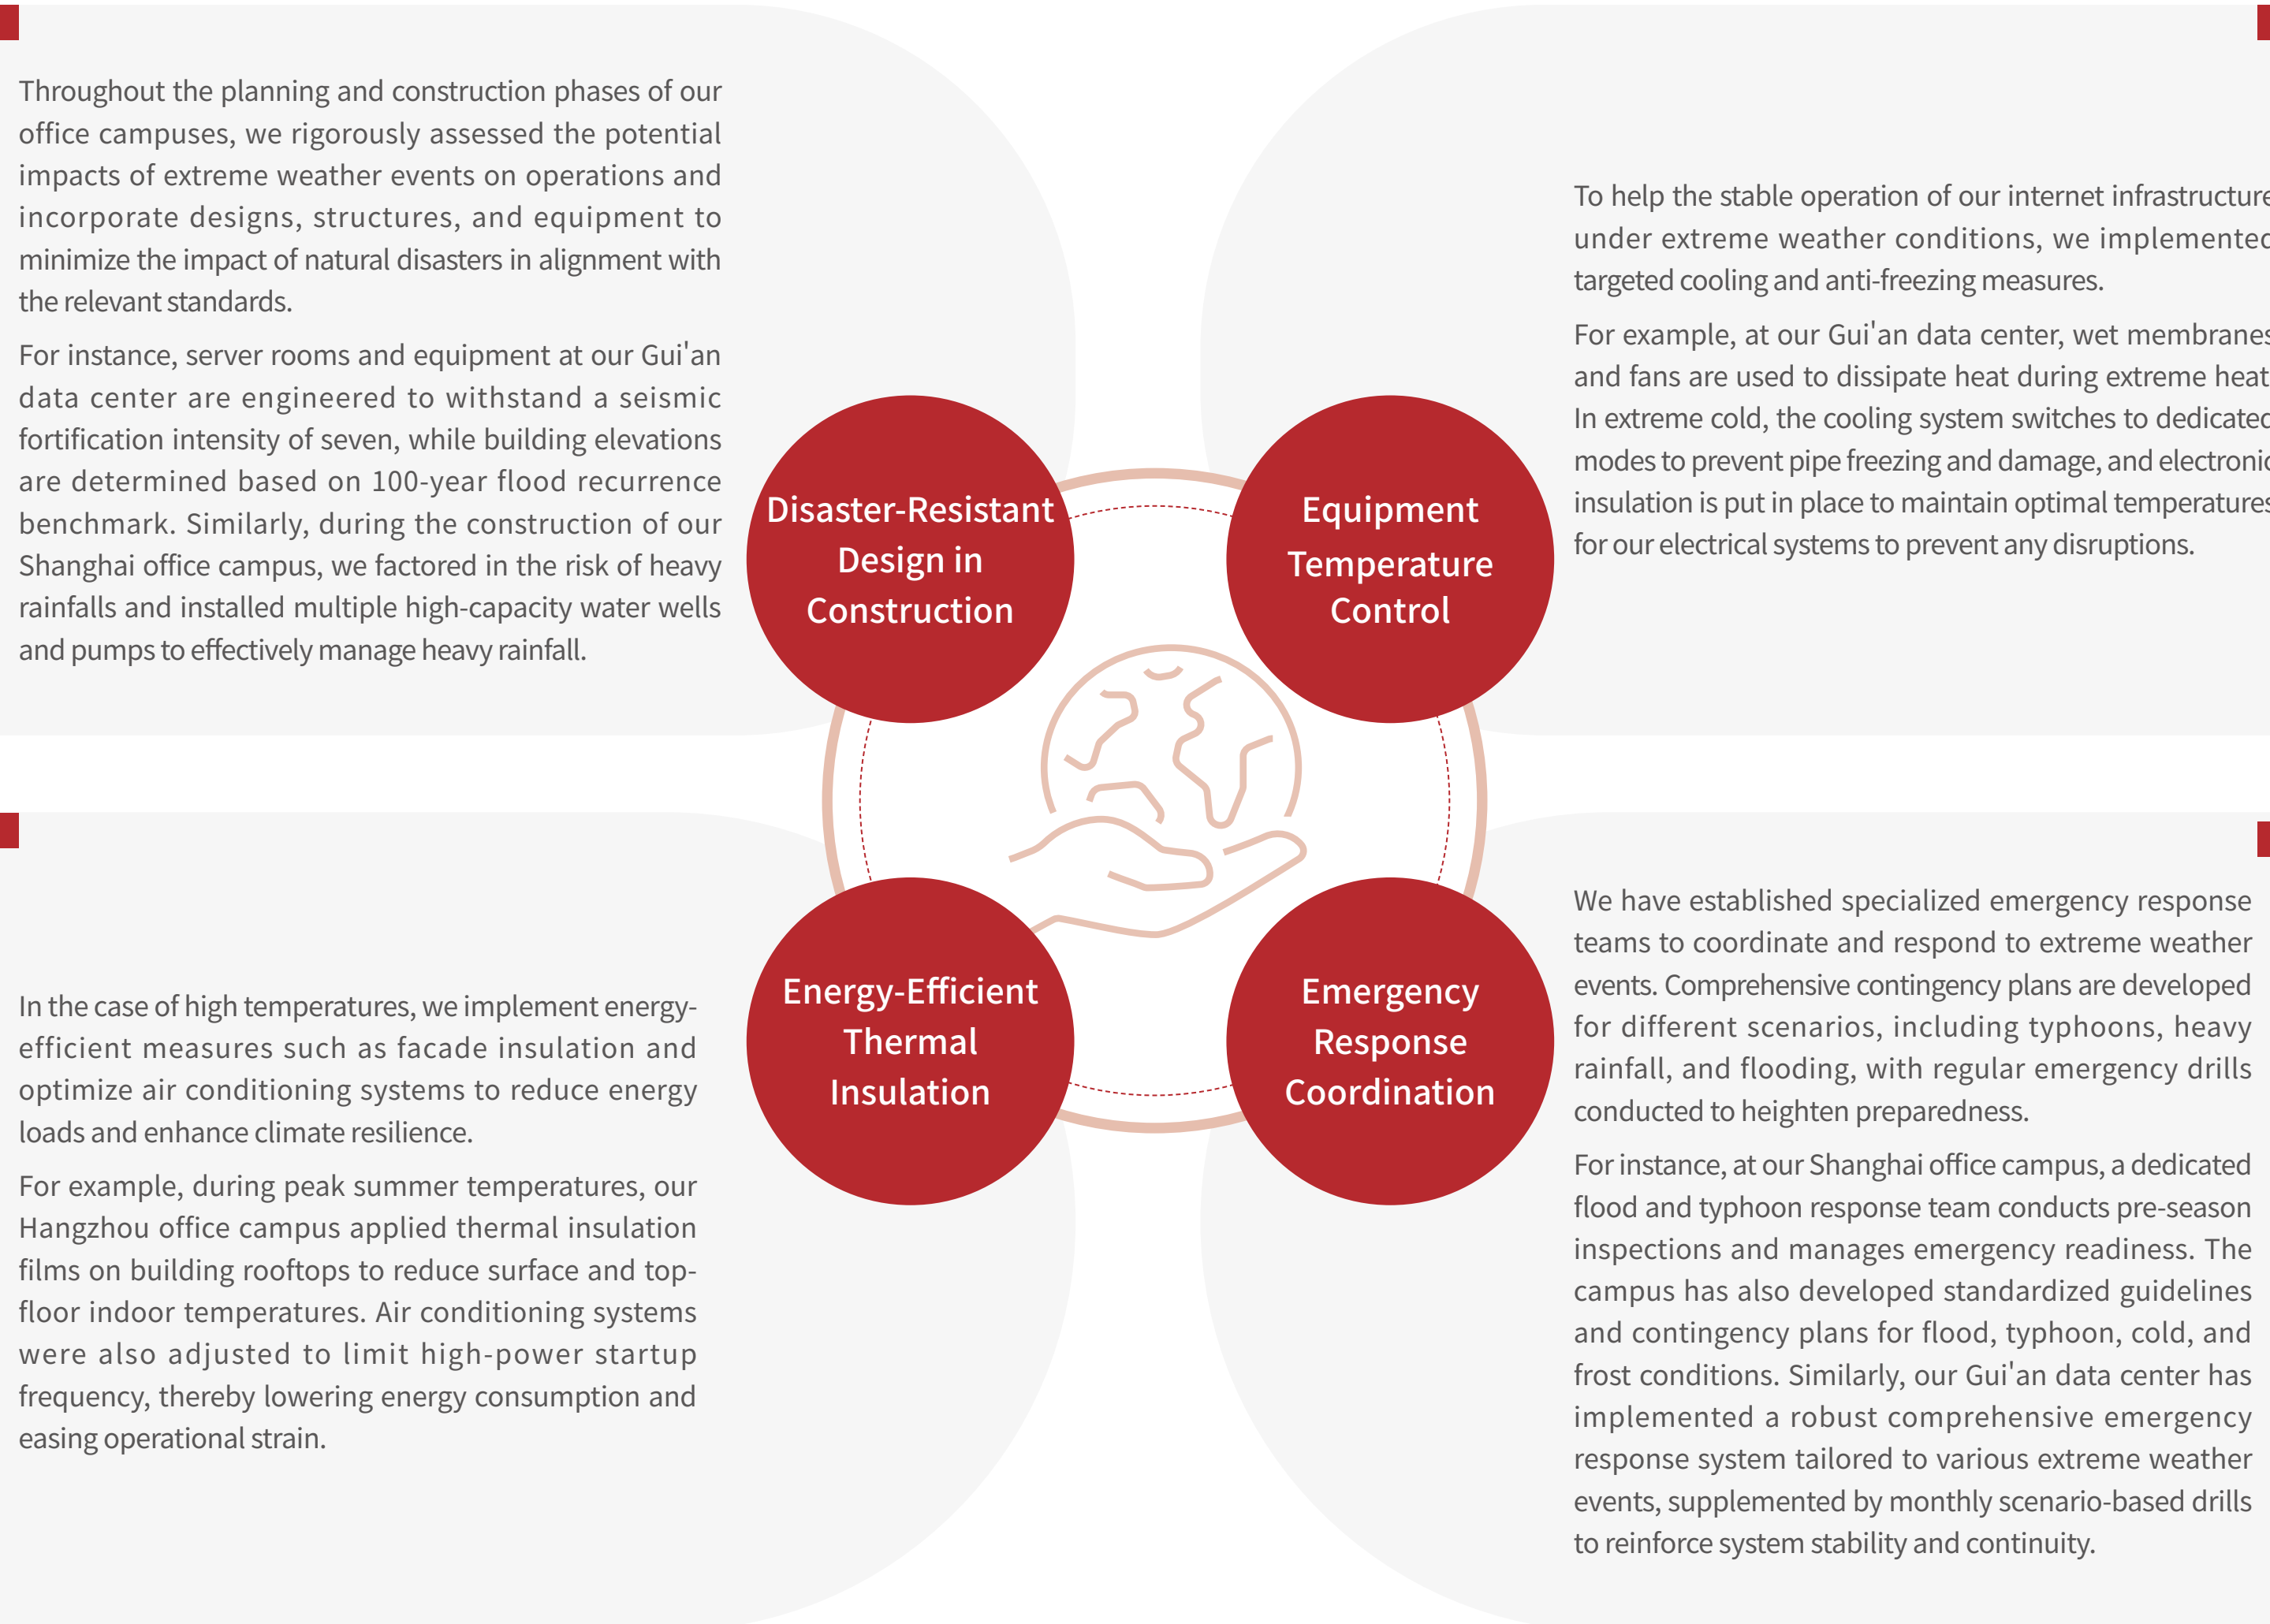 Throughout the planning and construction phases of our
office campuses, we rigorously assessed the potential
impacts of extreme weather events on operations and
incorporate designs, structures, and equipment to
minimize the impact of natural disasters in alignment with
the relevant standards.
For instance, server rooms and equipment at our Gui'an
data center are engineered to withstand a seismic
fortification intensity of seven, while building elevations
are determined based on 100-year flood recurrence
benchmark. Similarly, during the construction of our
Shanghai office campus, we factored in the risk of heavy
rainfalls and installed multiple high-capacity water wells
and pumps to effectively manage heavy rainfall.
Disaster-Resistant
Design in
Construction
Equipment
Temperature
Control
To help the stable operation of our internet infrastructure
under extreme weather conditions, we implemented
targeted cooling and anti-freezing measures.
For example, at our Gui'an data center, wet membranes
and fans are used to dissipate heat during extreme heat
In extreme cold, the cooling system switches to dedicated
modes to prevent pipe freezing and damage, and electronic
insulation is put in place to maintain optimal temperatures
for our electrical systems to prevent any disruptions.
In the case of high temperatures, we implement energy-
efficient measures such as facade insulation and
optimize air conditioning systems to reduce energy
loads and enhance climate resilience.
For example, during peak summer temperatures, our
Hangzhou office campus applied thermal insulation
films on building rooftops to reduce surface and top-
floor indoor temperatures. Air conditioning systems
were also adjusted to limit high-power startup
frequency, thereby lowering energy consumption and
easing operational strain.
Energy-Efficient
Thermal
Insulation
Emergency
Response
Coordination
We have established specialized emergency response
teams to coordinate and respond to extreme weather
events. Comprehensive contingency plans are developed
for different scenarios, including typhoons, heavy
rainfall, and flooding, with regular emergency drills
conducted to heighten preparedness.
For instance, at our Shanghai office campus, a dedicated
flood and typhoon response team conducts pre-season
inspections and manages emergency readiness. The
campus has also developed standardized guidelines
and contingency plans for flood, typhoon, cold, and
frost conditions. Similarly, our Gui'an data center has
implemented a robust comprehensive emergency
response system tailored to various extreme weather
events, supplemented by monthly scenario-based drills
to reinforce system stability and continuity.